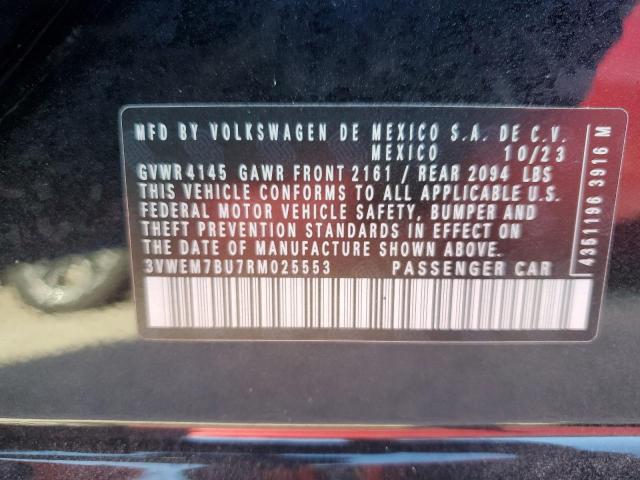 MFD BY VOLKSWAGEN DE MEXICO S.A. DE C.V.
MEXICO 10/23
GVWR 4145 GAWR FRONT 2161 / REAR 2094 LBS
THIS VEHICLE CONFORMS TO ALL APPLICABLE U.S.
FEDERAL MOTOR VEHICLE SAFETY, BUMPER AND
THEFT PREVENTION STANDARDS IN EFFECT ON
THE DATE OF MANUFACTURE SHOWN ABOVE.
3VWEM7BU7RM025553 PASSENGER CAR
4351196 3916 M